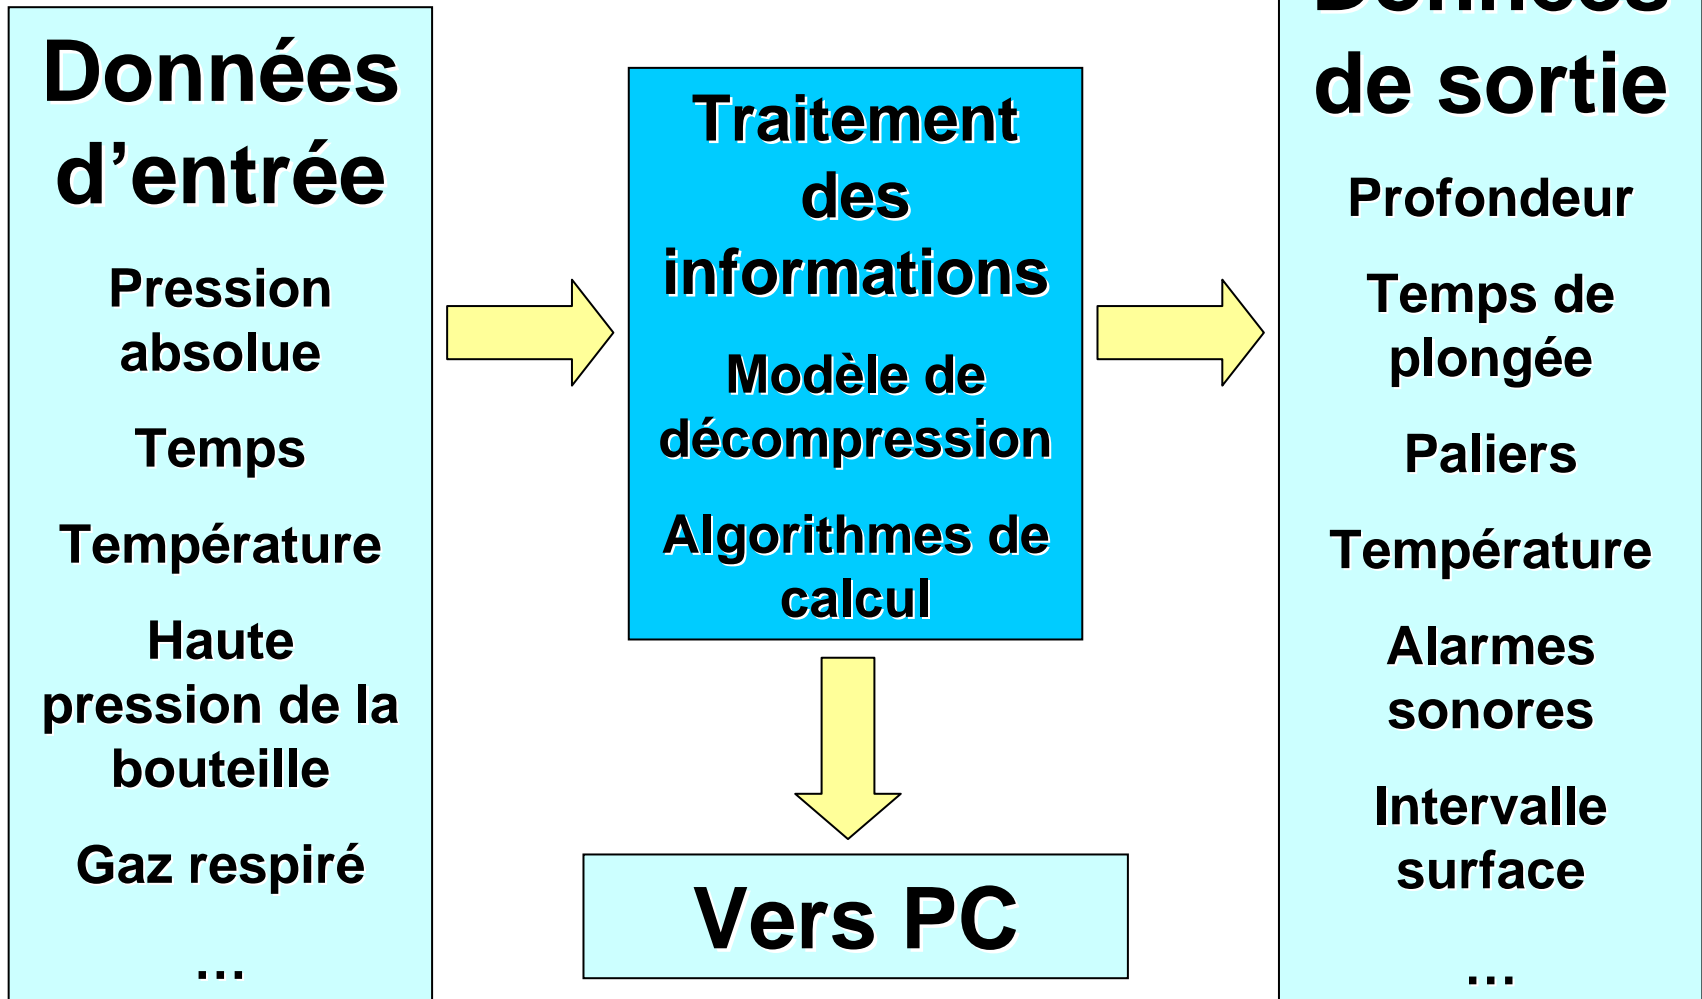 Données
d’entrée
Pression
absolue
Temps
Température
Haute
pression de la
bouteille
Gaz respiré
…
Traitement
des
informations
Modèle de
décompression
Algorithmes de
calcul
Vers PC
Données
de sortie
Profondeur
Temps de
plongée
Paliers
Température
Alarmes
sonores
Intervalle
surface
…